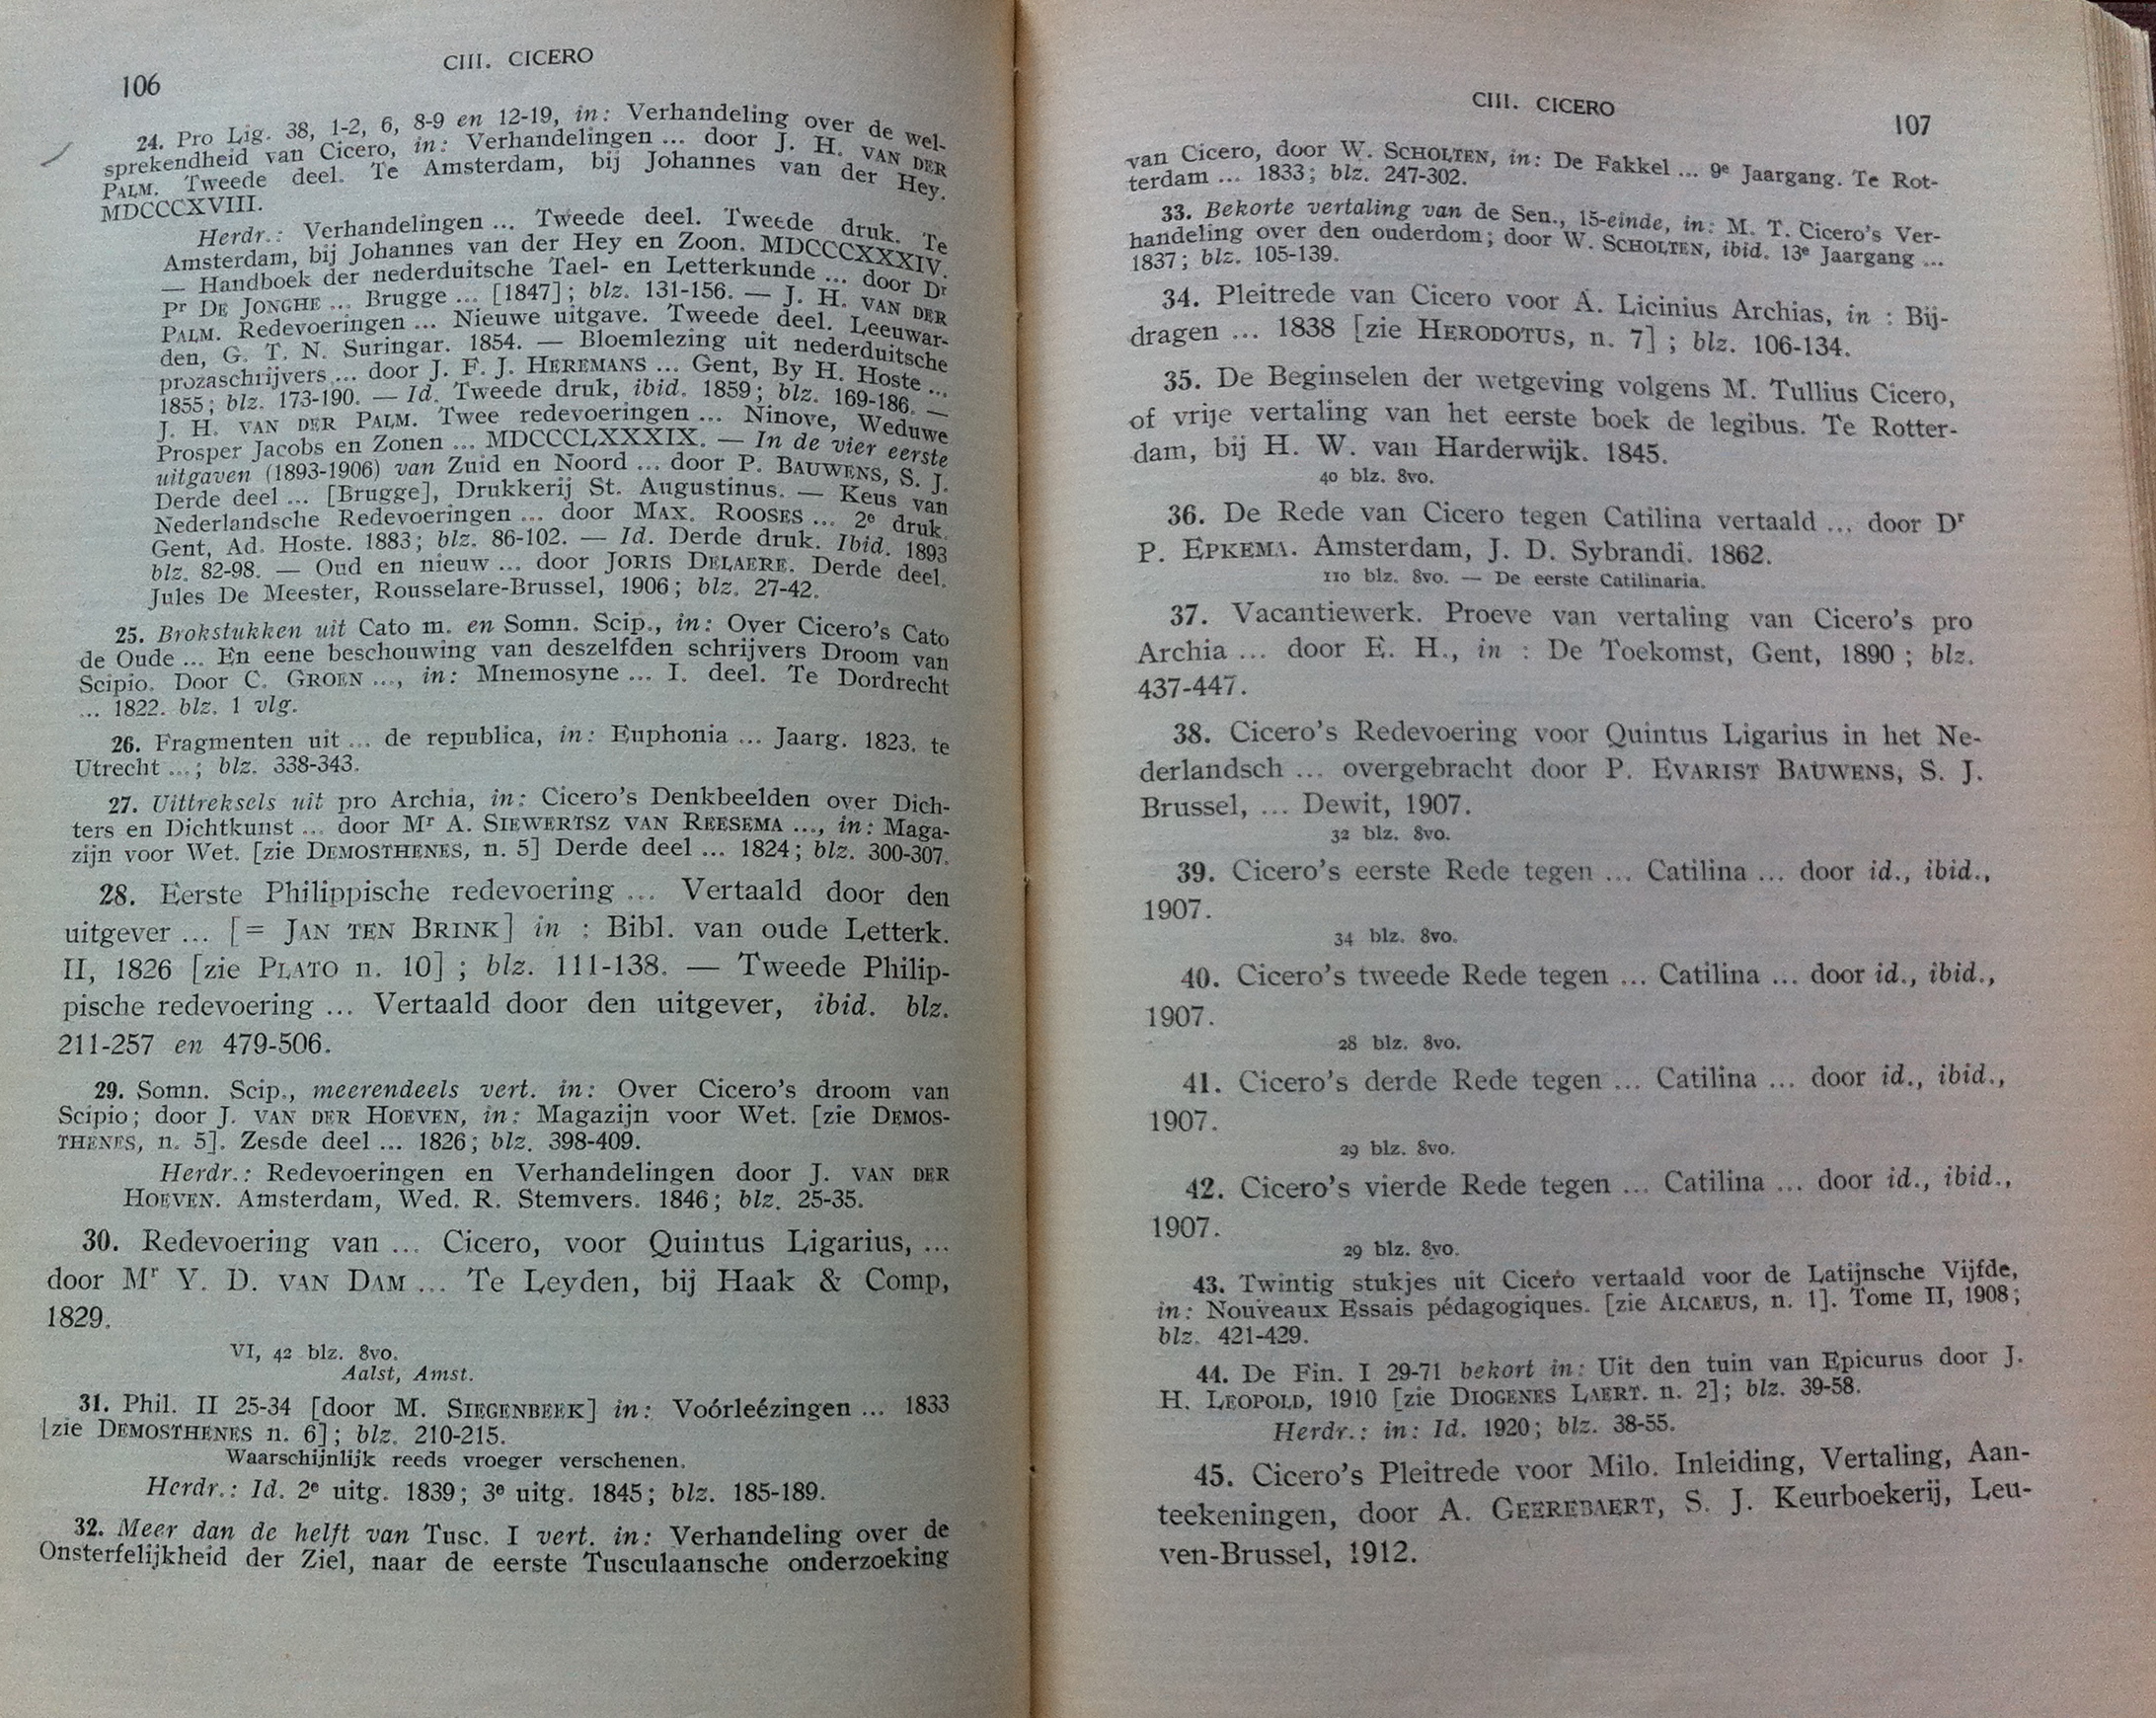 106
CIII. CICERO
24. Pro Lig. 38, 1-2, 6, 8-9 en 12-19, in: Verhandeling over de wel-
sprekendheid van Cicero, in: Verhandelingen ... door J. H. VAN DER
PALM. Tweede deel. Te Amsterdam, bij Johannes van der Hey.
MDCCCXVIII.
Herdr.: Verhandelingen ... Tweede deel. Tweede druk. Te
Amsterdam, bij Johannes van der Hey en Zoon. MDCCCXXXIV.
— Handboek der nederduitsche Tael- en Letterkunde ... door Dr
Pr DE JONGHE ... Brugge ... [1847]; blz. 131-156. — J. H. VAN DER
PALM. Redevoeringen ... Nieuwe uitgave. Tweede deel. Leeuwar-
den, G. T. N. Suringar. 1854. — Bloemlezing uit nederduitsche
prozaschrijvers ... door J. F. J. HEREMANS ... Gent, By H. Hoste ...
1855; blz. 173-190. — Id. Tweede druk, ibid. 1859; blz. 169-186. —
J. H. VAN DER PALM. Twee redevoeringen ... Ninove, Weduwe
Prosper Jacobs en Zonen ... MDCCCLXXXIX. — In de vier eerste
uitgaven (1893-1906) van Zuid en Noord ... door P. BAUWENS, S. J.
Derde deel ... [Brugge], Drukkerij St. Augustinus. — Keus van
Nederlandsche Redevoeringen ... door MAX. ROOSES ... 2e druk.
Gent, Ad. Hoste. 1883; blz. 86-102. — Id. Derde druk. Ibid. 1893
blz. 82-98. — Oud en nieuw ... door JORIS DELAERE. Derde deel.
Jules De Meester, Rousselare-Brussel, 1906; blz. 27-42.
25. Brokstukken uit Cato m. en Somn. Scip., in: Over Cicero's Cato
de Oude ... En eene beschouwing van deszelfden schrijvers Droom van
Scipio. Door C. GROEN ..., in: Mnemosyne ... I. deel. Te Dordrecht
... 1822. blz. 1 vlg.
26. Fragmenten uit ... de republica, in: Euphonia ... Jaarg. 1823. te
Utrecht ...; blz. 338-343.
27. Uittreksels uit pro Archia, in: Cicero's Denkbeelden over Dich-
ters en Dichtkunst ... door Mr A. SIEWERTSZ VAN REESEMA ..., in: Maga-
zijn voor Wet. [zie DEMOSTHENES, n. 5] Derde deel ... 1824; blz. 300-307.
28. Eerste Philippische redevoering ... Vertaald door den
uitgever ... [= JAN TEN BRINK] in : Bibl. van oude Letterk.
II, 1826 [zie PLATO n. 10] ; blz. 111-138. — Tweede Philip-
pische redevoering ... Vertaald door den uitgever, ibid. blz.
211-257 en 479-506.
29. Somn. Scip., meerendeels vert. in: Over Cicero's droom van
Scipio; door J. VAN DER HOEVEN, in: Magazijn voor Wet. [zie DEMOS-
THENES, n. 5]. Zesde deel ... 1826; blz. 398-409.
Herdr.: Redevoeringen en Verhandelingen door J. VAN DER
HOEVEN. Amsterdam, Wed. R. Stemvers. 1846; blz. 25-35.
30. Redevoering van ... Cicero, voor Quintus Ligarius, ...
door Mr Y. D. VAN DAM ... Te Leyden, bij Haak & Comp,
1829.
VI, 42 blz. 8vo.
Aalst, Amst.
31. Phil. II 25-34 [door M. SIEGENBEEK] in: Voórleézingen ... 1833
[zie DEMOSTHENES n. 6]; blz. 210-215.
Waarschijnlijk reeds vroeger verschenen.
Herdr.: Id. 2e uitg. 1839; 3e uitg. 1845; blz. 185-189.
32. Meer dan de helft van Tusc. I vert. in: Verhandeling over de
Onsterfelijkheid der Ziel, naar de eerste Tusculaansche onderzoeking
CIII. CICERO
107
van Cicero, door W. SCHOLTEN, in: De Fakkel ... 9e Jaargang. Te Rot-
terdam ... 1833; blz. 247-302.
33. Bekorte vertaling van de Sen., 15-einde, in: M. T. Cicero's Ver-
handeling over den ouderdom; door W. SCHOLTEN, ibid. 13e Jaargang ...
1837; blz. 105-139.
34. Pleitrede van Cicero voor A. Licinius Archias, in : Bij-
dragen ... 1838 [zie HERODOTUS, n. 7] ; blz. 106-134.
35. De Beginselen der wetgeving volgens M. Tullius Cicero,
of vrije vertaling van het eerste boek de legibus. Te Rotter-
dam, bij H. W. van Harderwijk. 1845.
40 blz. 8vo.
36. De Rede van Cicero tegen Catilina vertaald ... door Dr
P. EPKEMA. Amsterdam, J. D. Sybrandi. 1862.
110 blz. 8vo. — De eerste Catilinaria.
37. Vacantiewerk. Proeve van vertaling van Cicero's pro
Archia ... door E. H., in : De Toekomst, Gent, 1890 ; blz.
437-447.
38. Cicero's Redevoering voor Quintus Ligarius in het Ne-
derlandsch ... overgebracht door P. EVARIST BAUWENS, S. J.
Brussel, ... Dewit, 1907.
32 blz. 8vo.
39. Cicero's eerste Rede tegen ... Catilina ... door id., ibid.,
1907.
34 blz. 8vo.
40. Cicero's tweede Rede tegen ... Catilina ... door id., ibid.,
1907.
28 blz. 8vo.
41. Cicero's derde Rede tegen ... Catilina ... door id., ibid.,
1907.
29 blz. 8vo.
42. Cicero's vierde Rede tegen ... Catilina ... door id., ibid.,
1907.
29 blz. 8vo.
43. Twintig stukjes uit Cicero vertaald voor de Latijnsche Vijfde,
in: Nouveaux Essais pédagogiques. [zie ALCAEUS, n. 1]. Tome II, 1908;
blz. 421-429.
44. De Fin. I 29-71 bekort in: Uit den tuin van Epicurus door J.
H. LEOPOLD, 1910 [zie DIOGENES LAERT. n. 2]; blz. 39-58.
Herdr.: in: Id. 1920; blz. 38-55.
45. Cicero's Pleitrede voor Milo. Inleiding, Vertaling, Aan-
teekeningen, door A. GEEREBAERT, S. J. Keurboekerij, Leu-
ven-Brussel, 1912.